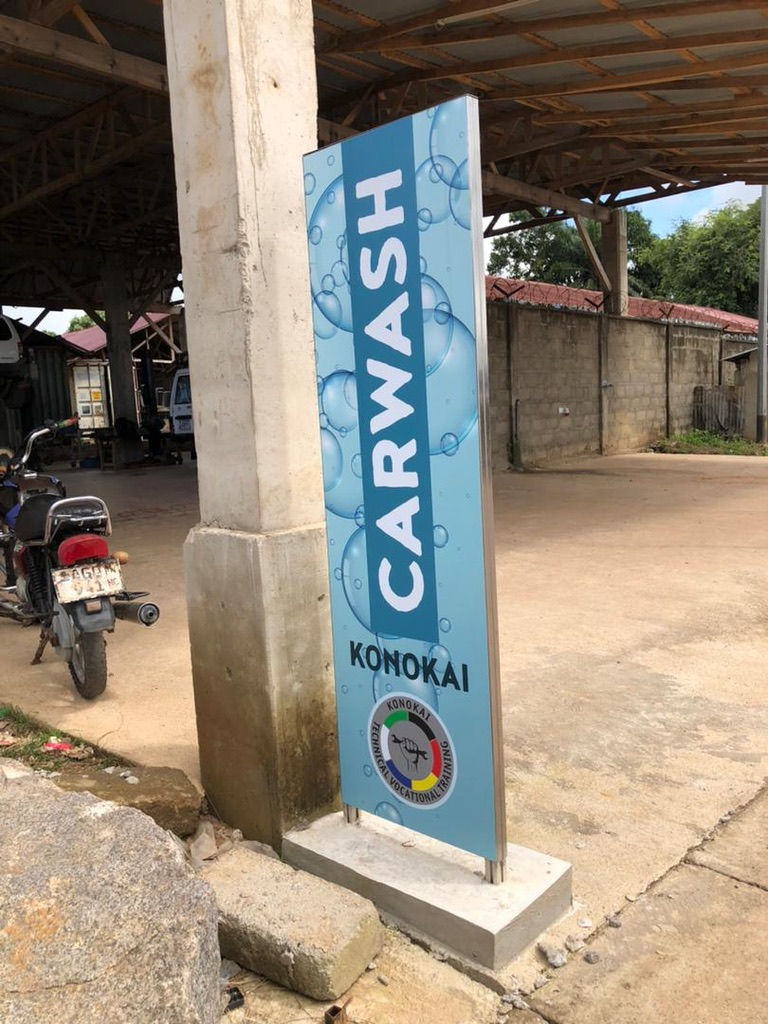 CARWASH
KONOKAI
KONOKAI
TECHNICAL VOCATIONAL TRAINING